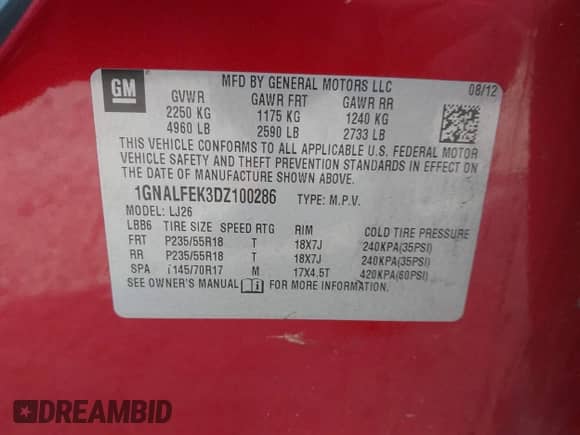 GM
MFD BY GENERAL MOTORS LLC 08/12
GVWR GAWR FRT GAWR RR
2250 KG 1175 KG 1240 KG
4960 LB 2590 LB 2733 LB
THIS VEHICLE CONFORMS TO ALL APPLICABLE U.S. FEDERAL MOTOR
VEHICLE SAFETY AND THEFT PREVENTION STANDARDS IN EFFECT ON
THE DATE OF MANUFACTURE SHOWN ABOVE.
1GNALFEK3DZ100286 TYPE: M.P.V.
MODEL: LJ26
LBB6 TIRE SIZE SPEED RTG RIM COLD TIRE PRESSURE
FRT P235/55R18 T 18X7J 240KPA(35PSI)
RR P235/55R18 T 18X7J 240KPA(35PSI)
SPA T145/70R17 M 17X4.5T 420KPA(60PSI)
SEE OWNER'S MANUAL i FOR MORE INFORMATION.
DREAMBID